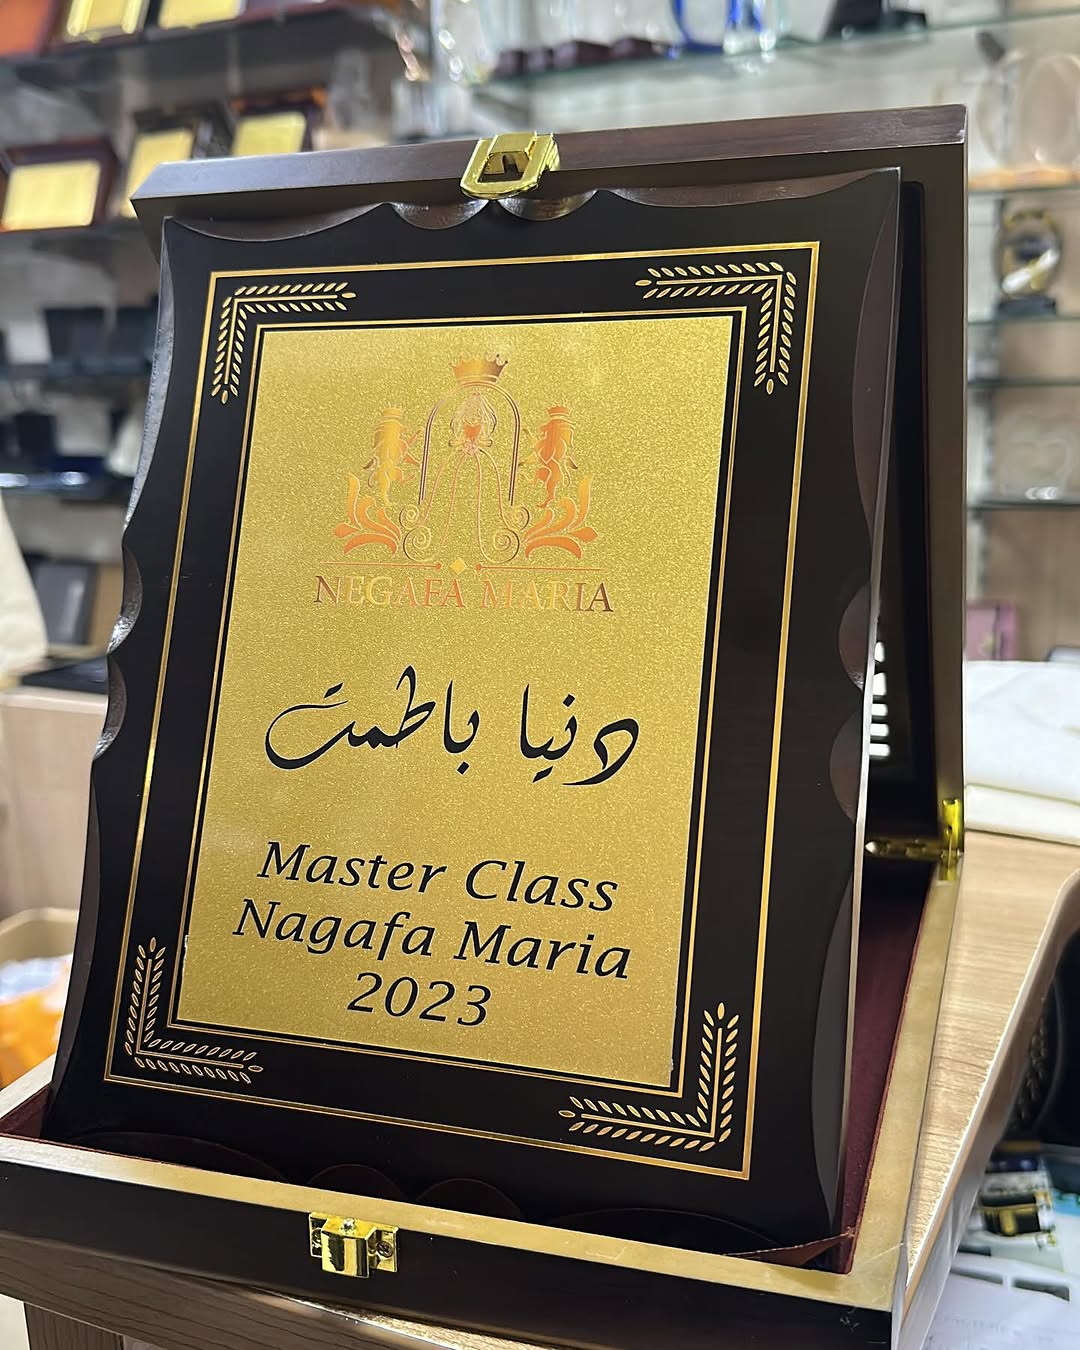 NEGAFA MARIA
دنيا باطمت
Master Class
Nagafa Maria
2023